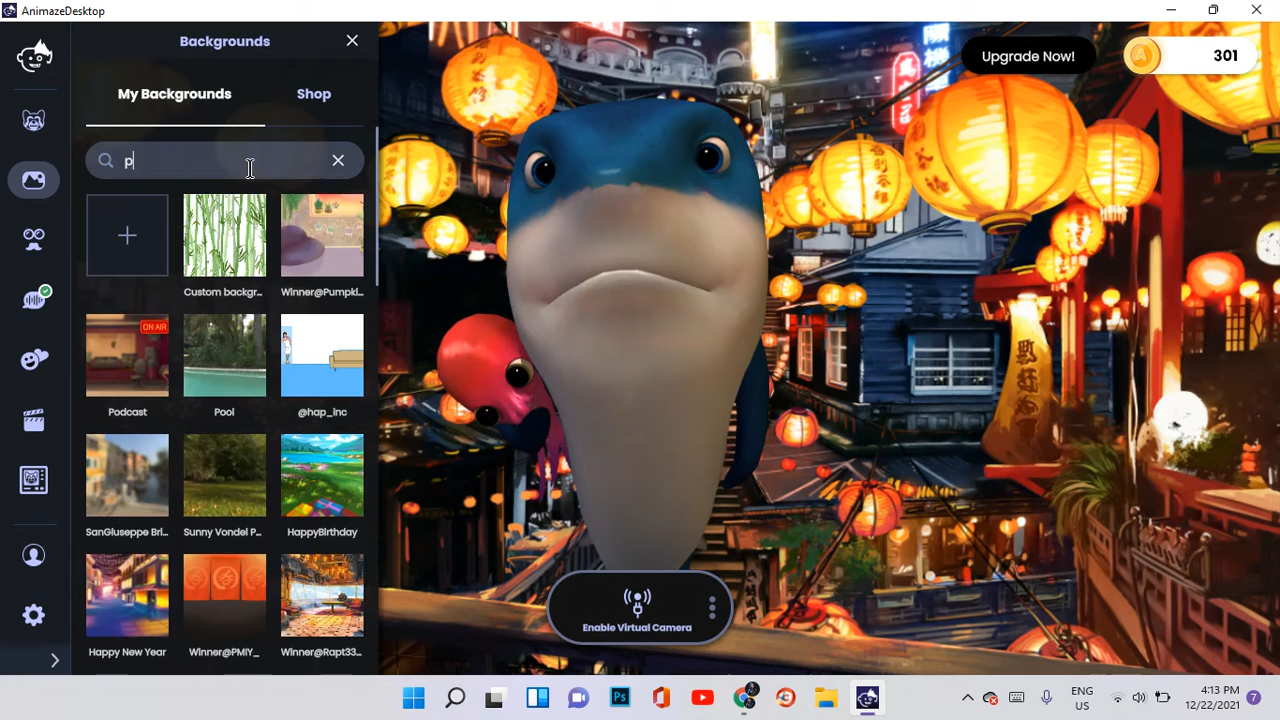 AnimazeDesktop
Backgrounds
My Backgrounds
Shop
p
Custom backgr...
Winner@Pumpki...
ON AIR
Podcast
Pool
@hap_inc
SanGiuseppe Bri...
Sunny Vondel P...
HappyBirthday
Happy New Year
Winner@PMIY_
Winner@Rapt33...
Upgrade Now!
A
301
Enable Virtual Camera
Ps
ENG
US
4:13 PM
12/22/2021
7